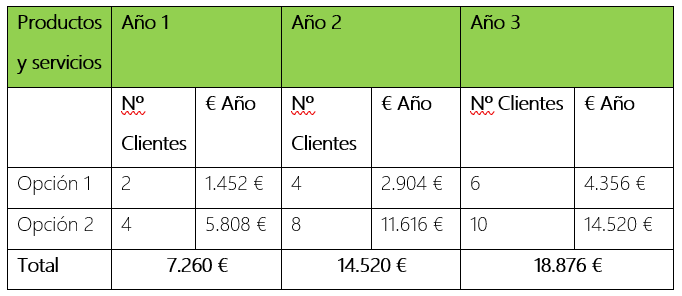 Productos y servicios Año 1 Año 2 Año 3
Nº Clientes € Año Nº Clientes € Año Nº Clientes € Año
Opción 1 2 1.452 € 4 2.904 € 6 4.356 €
Opción 2 4 5.808 € 8 11.616 € 10 14.520 €
Total 7.260 € 14.520 € 18.876 €